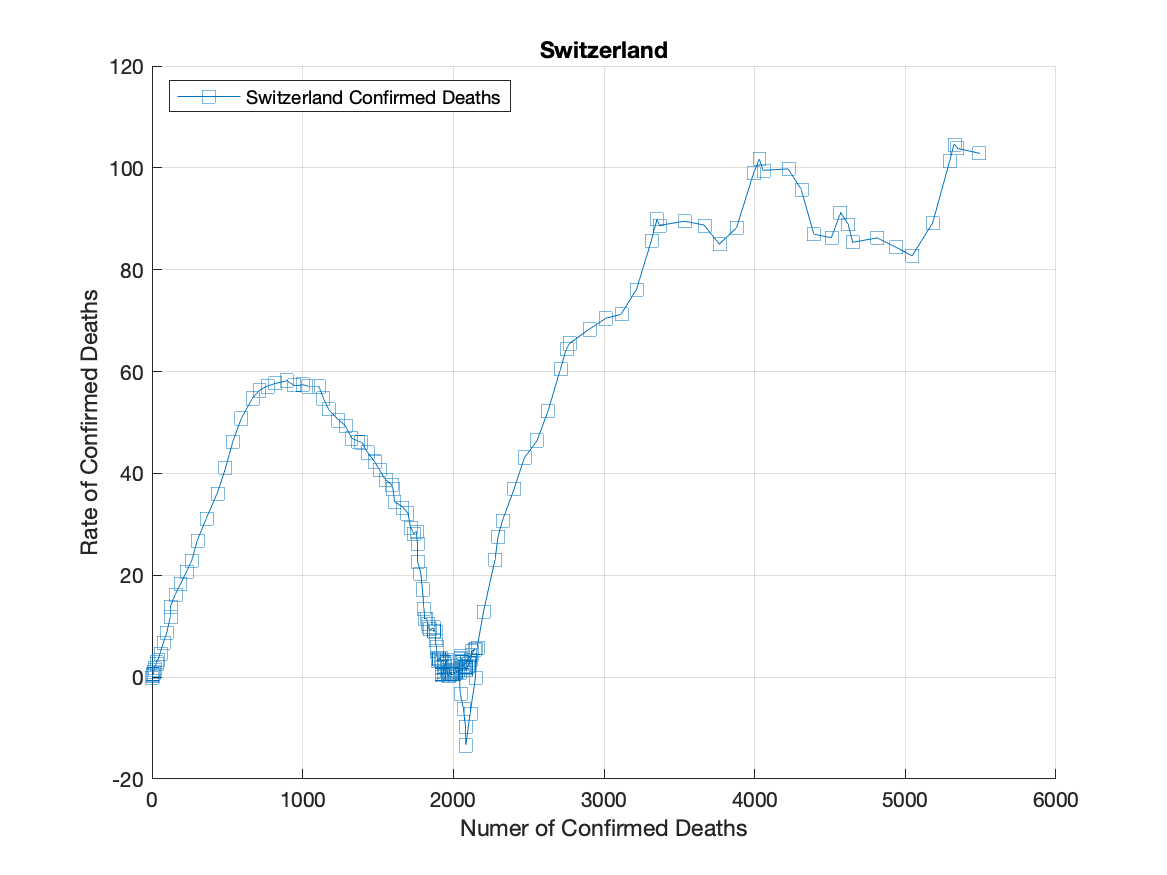 Switzerland
Switzerland Confirmed Deaths
120
100
80
60
40
20
0
-20
Rate of Confirmed Deaths
0 1000 2000 3000 4000 5000 6000
Numer of Confirmed Deaths